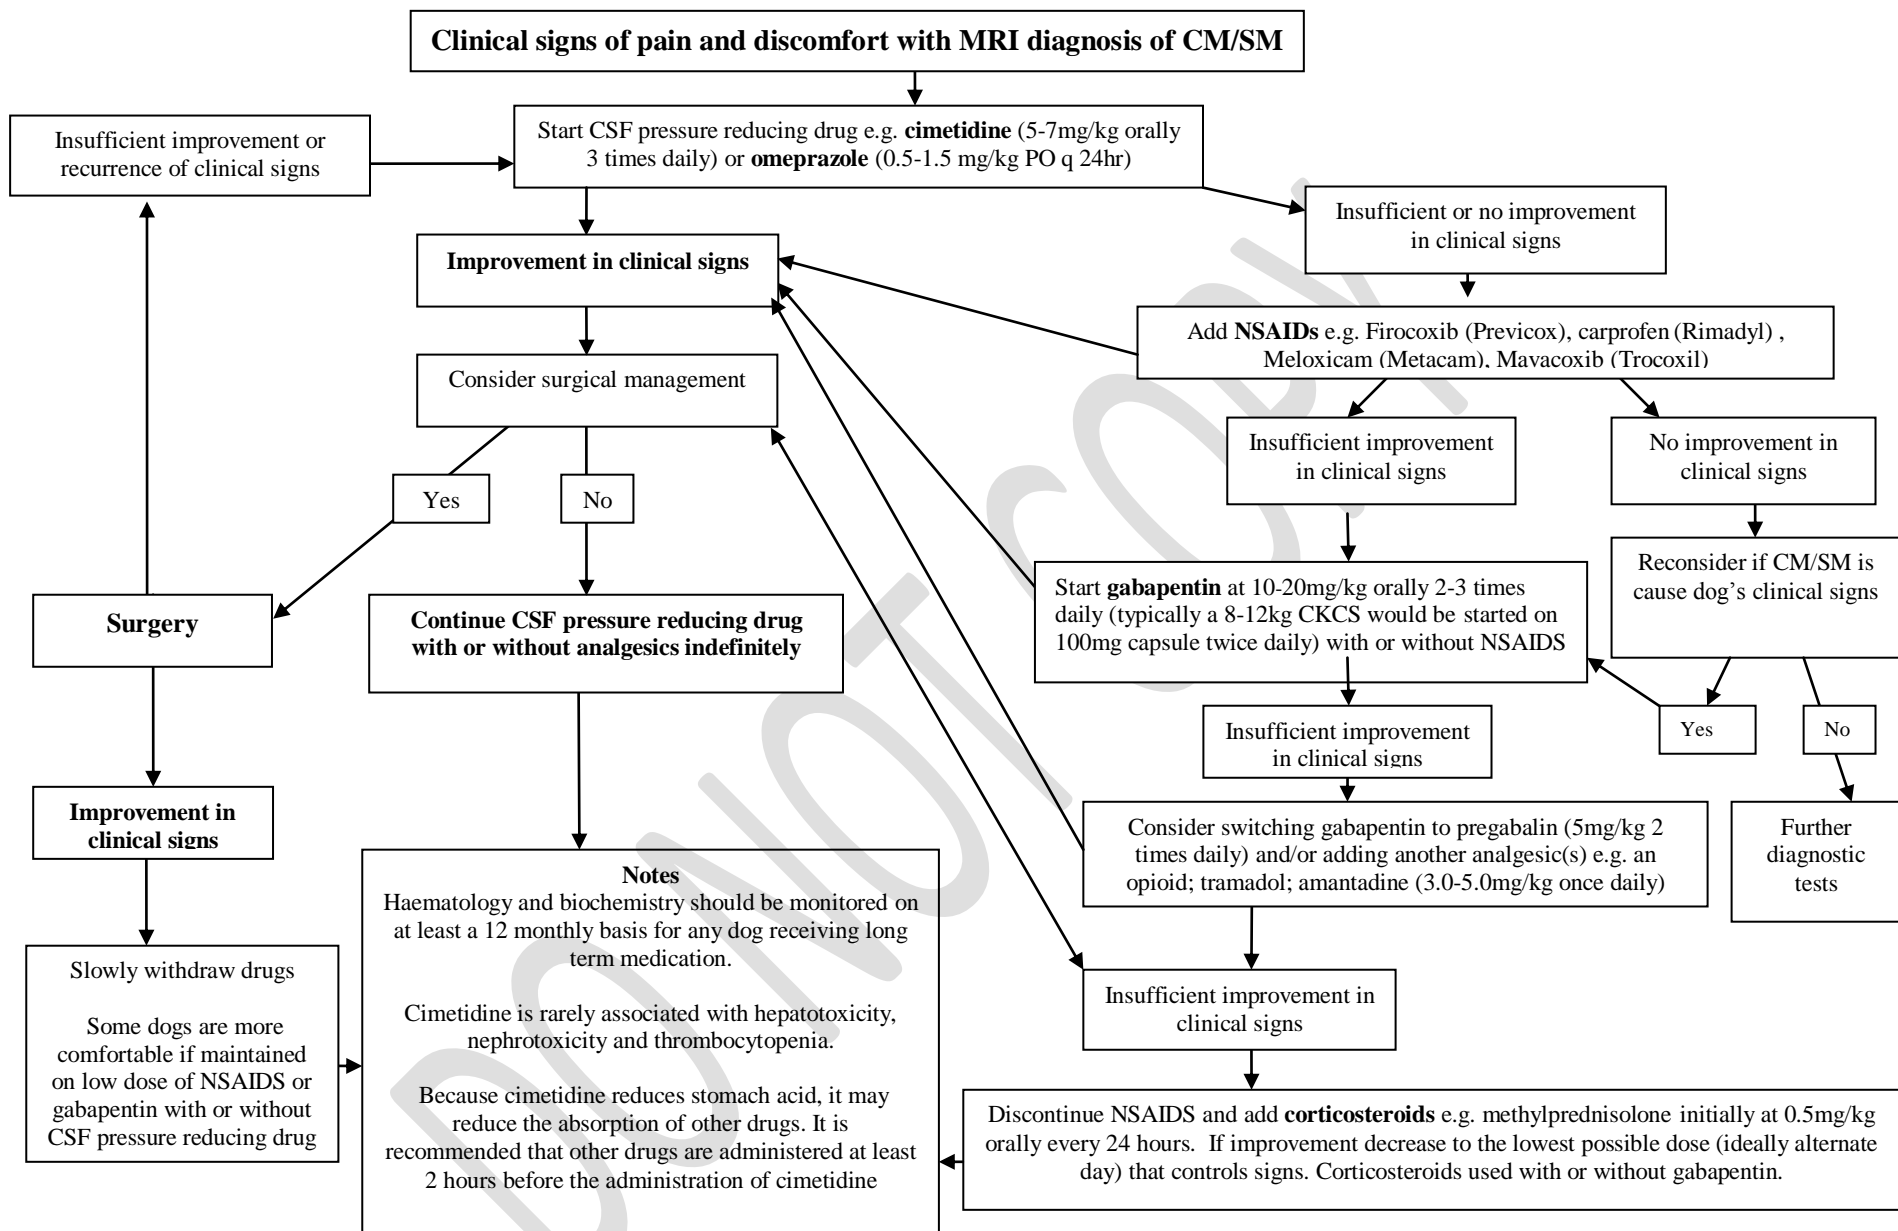 Clinical signs of pain and discomfort with MRI diagnosis of CM/SM
Insufficient improvement or
recurrence of clinical signs
Start CSF pressure reducing drug e.g. cimetidine (5-7mg/kg orally
3 times daily) or omeprazole (0.5-1.5 mg/kg PO q 24hr)
Insufficient or no improvement
in clinical signs
Improvement in clinical signs
Add NSAIDs e.g. Firocoxib (Previcox), carprofen (Rimadyl) ,
Meloxicam (Metacam), Mavacoxib (Trocoxil)
Consider surgical management
Insufficient improvement
in clinical signs
No improvement in
clinical signs
Yes
No
Reconsider if CM/SM is
cause dog's clinical signs
Start gabapentin at 10-20mg/kg orally 2-3 times
daily (typically a 8-12kg CKCS would be started on
100mg capsule twice daily) with or without NSAIDS
Surgery
Continue CSF pressure reducing drug
with or without analgesics indefinitely
Yes
No
Insufficient improvement
in clinical signs
Improvement in
clinical signs
Consider switching gabapentin to pregabalin (5mg/kg 2
times daily) and/or adding another analgesic(s) e.g. an
opioid; tramadol; amantadine (3.0-5.0mg/kg once daily)
Further
diagnostic
tests
Notes
Haematology and biochemistry should be monitored on
at least a 12 monthly basis for any dog receiving long
term medication.
Cimetidine is rarely associated with hepatotoxicity,
nephrotoxicity and thrombocytopenia.
Because cimetidine reduces stomach acid, it may
reduce the absorption of other drugs. It is
recommended that other drugs are administered at least
2 hours before the administration of cimetidine
Slowly withdraw drugs
Some dogs are more
comfortable if maintained
on low dose of NSAIDS or
gabapentin with or without
CSF pressure reducing drug
Insufficient improvement in
clinical signs
Discontinue NSAIDS and add corticosteroids e.g. methylprednisolone initially at 0.5mg/kg
orally every 24 hours.  If improvement decrease to the lowest possible dose (ideally alternate
day) that controls signs. Corticosteroids used with or without gabapentin.
DO NOT COPY